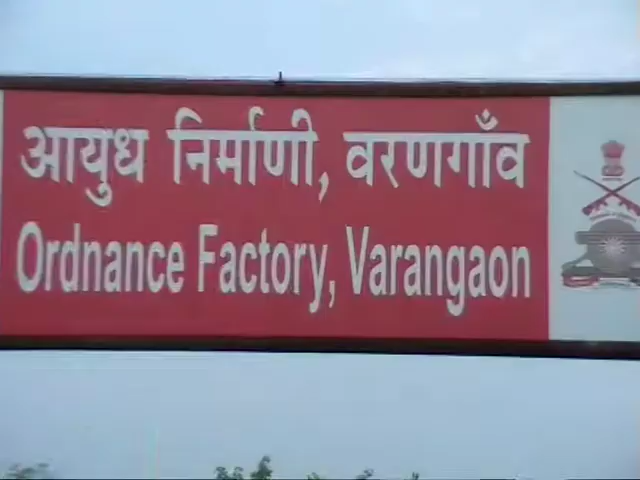 आयुध निर्माणी, वरणगाँव
Ordnance Factory, Varangaon